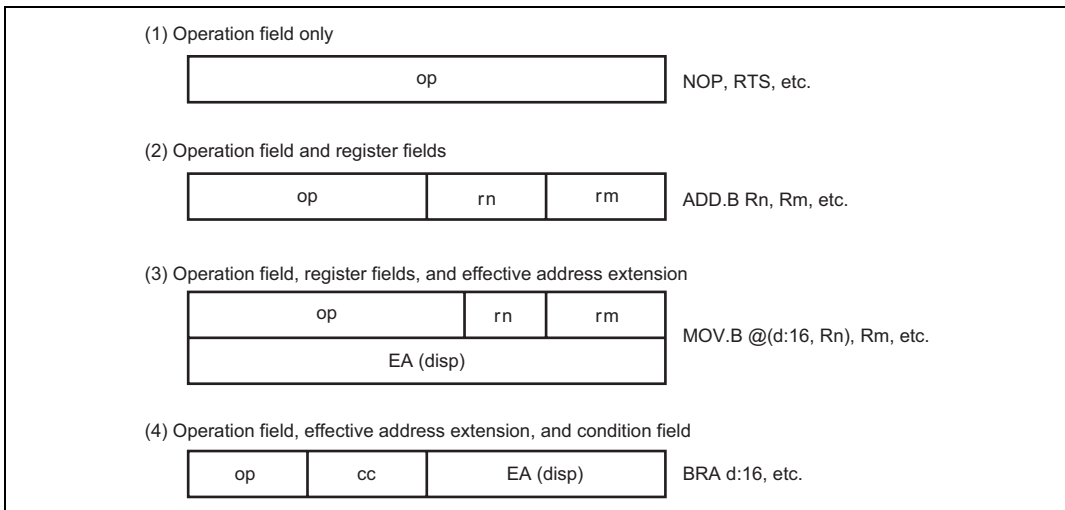 (1) Operation field only
op
NOP, RTS, etc.
(2) Operation field and register fields
op rn rm
ADD.B Rn, Rm, etc.
(3) Operation field, register fields, and effective address extension
op rn rm
EA (disp)
MOV.B @(d:16, Rn), Rm, etc.
(4) Operation field, effective address extension, and condition field
op cc EA (disp)
BRA d:16, etc.